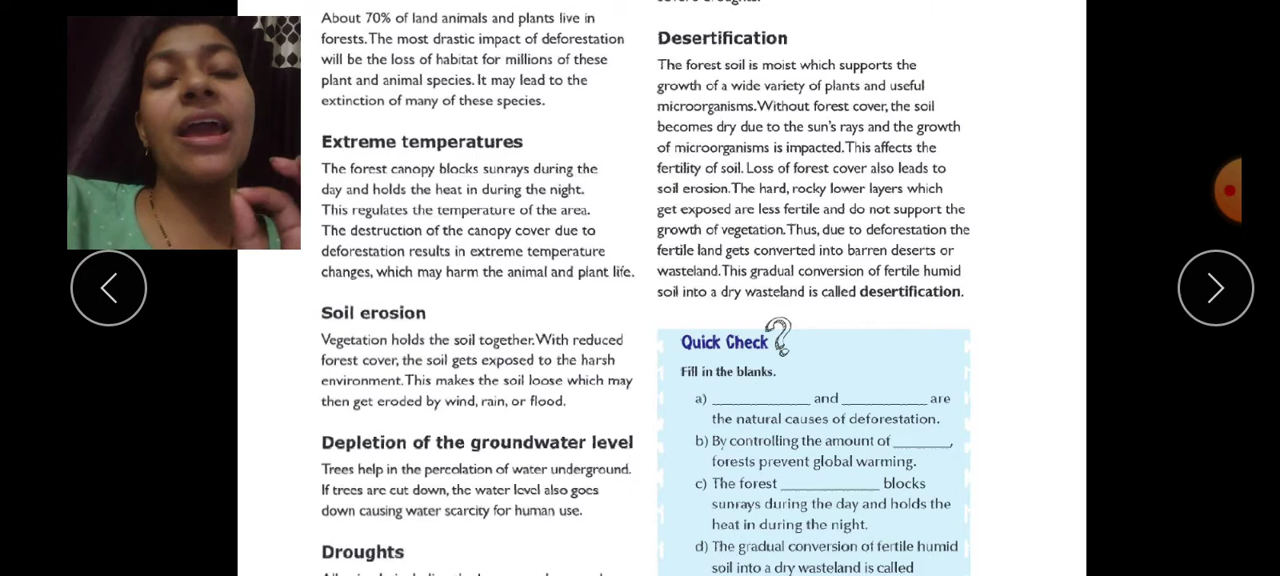 About 70% of land animals and plants live in
forests. The most drastic impact of deforestation
will be the loss of habitat for millions of these
plant and animal species. It may lead to the
extinction of many of these species.
Extreme temperatures
The forest canopy blocks sunrays during the
day and holds the heat in during the night.
This regulates the temperature of the area.
The destruction of the canopy cover due to
deforestation results in extreme temperature
changes, which may harm the animal and plant life.
Soil erosion
Vegetation holds the soil together. With reduced
forest cover, the soil gets exposed to the harsh
environment. This makes the soil loose which may
then get eroded by wind, rain, or flood.
Depletion of the groundwater level
Trees help in the percolation of water underground.
If trees are cut down, the water level also goes
down causing water scarcity for human use.
Droughts
Desertification
The forest soil is moist which supports the
growth of a wide variety of plants and useful
microorganisms. Without forest cover, the soil
becomes dry due to the sun's rays and the growth
of microorganisms is impacted. This affects the
fertility of soil. Loss of forest cover also leads to
soil erosion. The hard, rocky lower layers which
get exposed are less fertile and do not support the
growth of vegetation. Thus, due to deforestation the
fertile land gets converted into barren deserts or
wasteland. This gradual conversion of fertile humid
soil into a dry wasteland is called desertification.
Quick Check ?
Fill in the blanks.
a) ____________ and __________ are
the natural causes of deforestation.
b) By controlling the amount of _______,
forests prevent global warming.
c) The forest ____________ blocks
sunrays during the day and holds the
heat in during the night.
d) The gradual conversion of fertile humid
soil into a dry wasteland is called